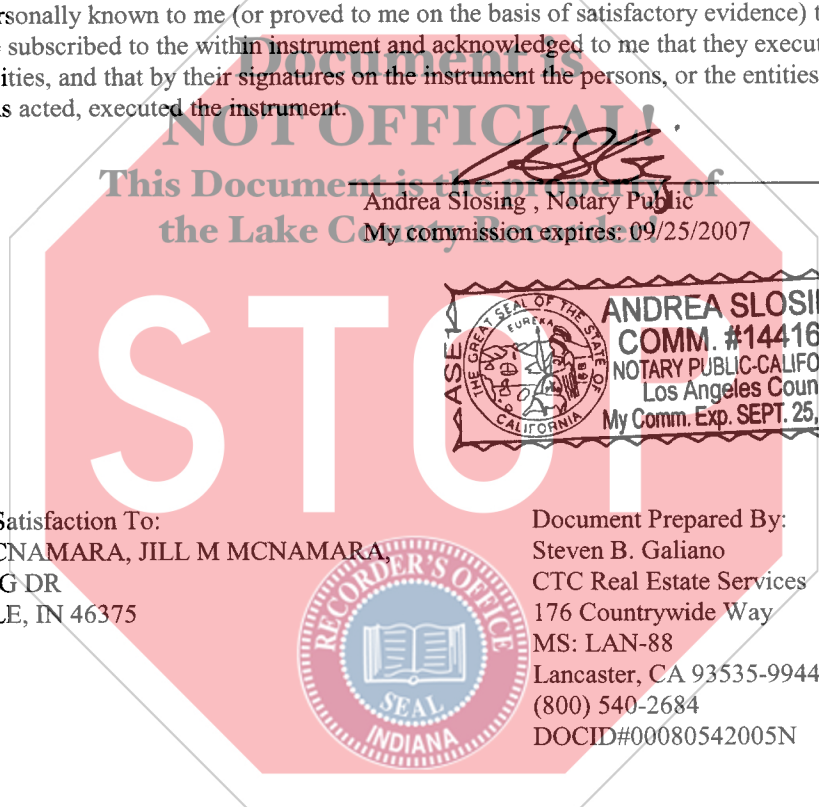 rsonally known to me (or proved to me on the basis of satisfactory evidence) t
e subscribed to the within instrument and acknowledged to me that they execut
ities, and that by their signatures on the instrument the persons, or the entities
s acted, executed the instrument.
Document is
NOT OFFICIAL!
This Document is the property of
the Lake County Recorder!
Andrea Slosing , Notary Public
My commission expires: 09/25/2007
STOP
ASE
THE GREAT SEAL OF THE STATE OF CALIFORNIA
EUREKA
ANDREA SLOSI
COMM. #14416
NOTARY PUBLIC-CALIFO
Los Angeles Coun
My Comm. Exp. SEPT. 25,
Satisfaction To:
CNAMARA, JILL M MCNAMARA,
G DR
LE, IN 46375
Document Prepared By:
Steven B. Galiano
CTC Real Estate Services
176 Countrywide Way
MS: LAN-88
Lancaster, CA 93535-9944
(800) 540-2684
DOCID#00080542005N
RECORDER'S OFFICE
SEAL
INDIANA